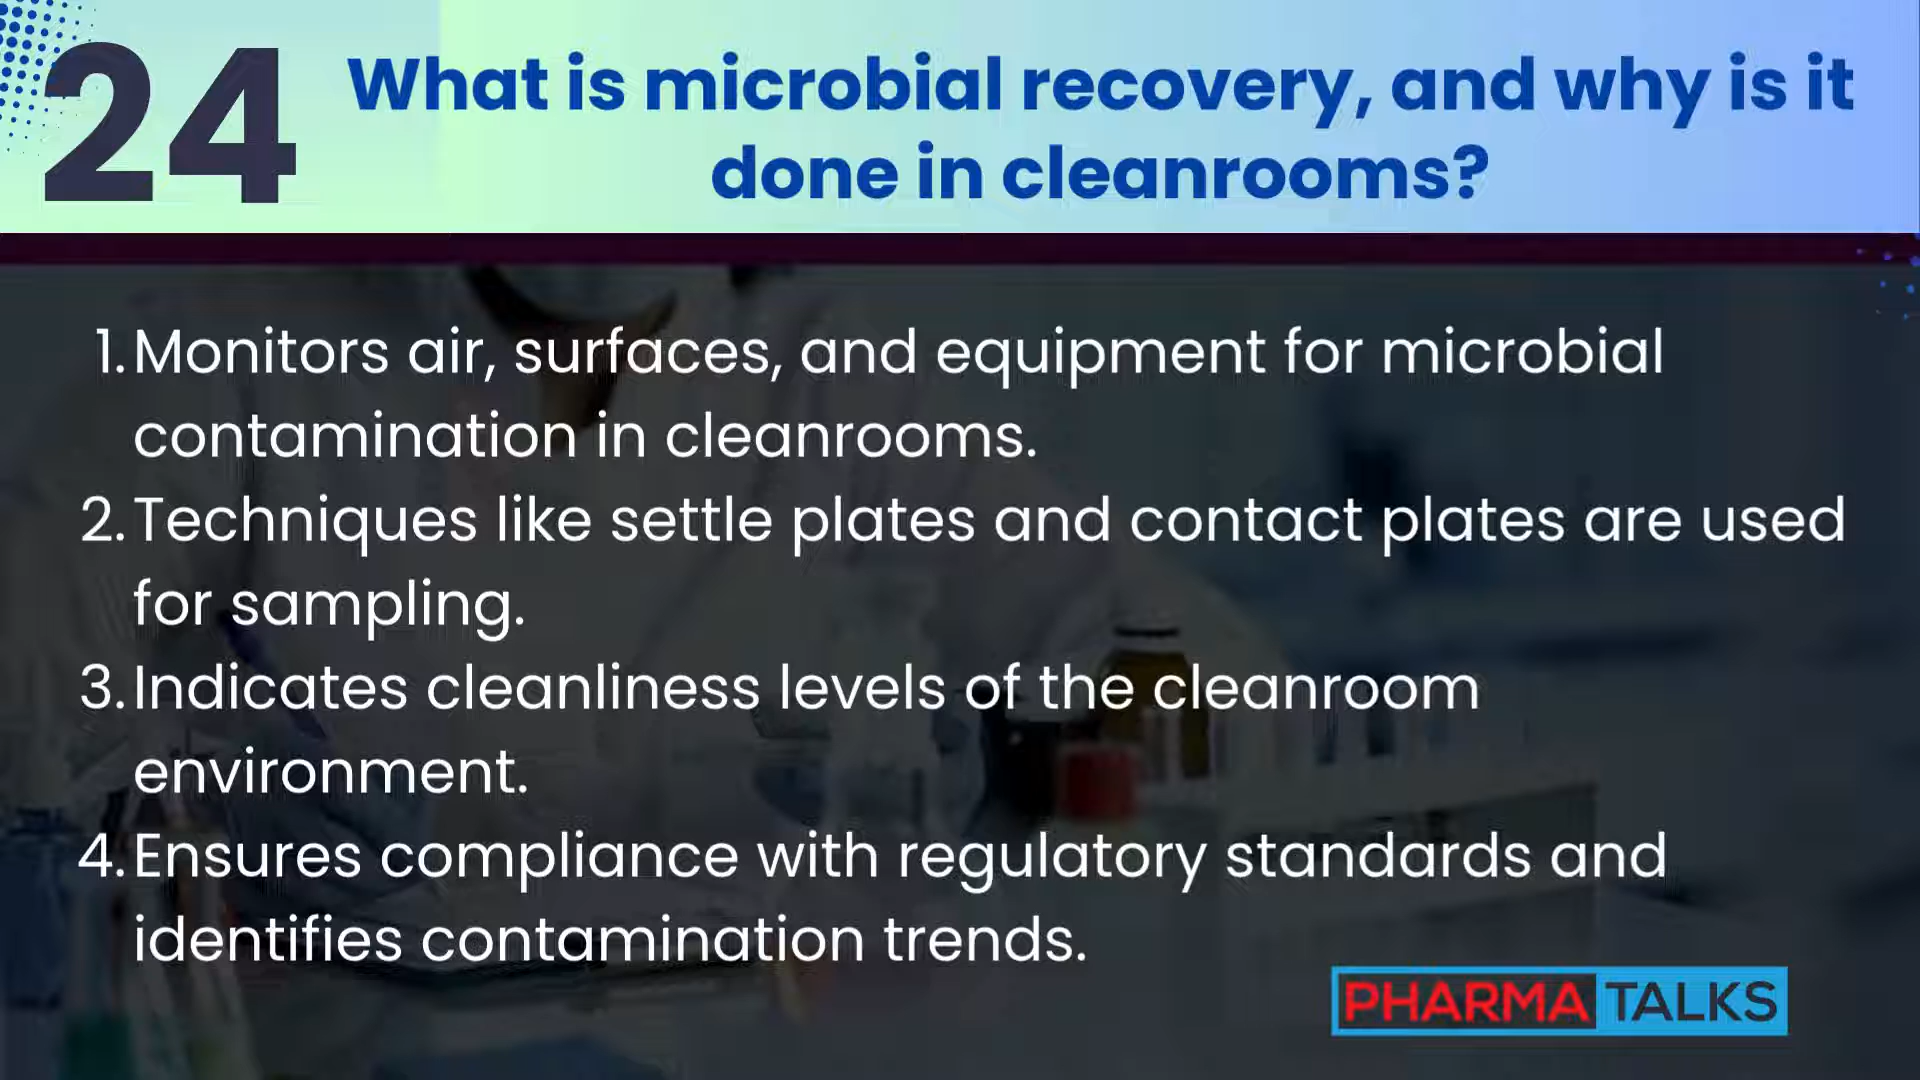 24
What is microbial recovery, and why is it
done in cleanrooms?
1. Monitors air, surfaces, and equipment for microbial
contamination in cleanrooms.
2. Techniques like settle plates and contact plates are used
for sampling.
3. Indicates cleanliness levels of the cleanroom
environment.
4. Ensures compliance with regulatory standards and
identifies contamination trends.
PHARMA TALKS